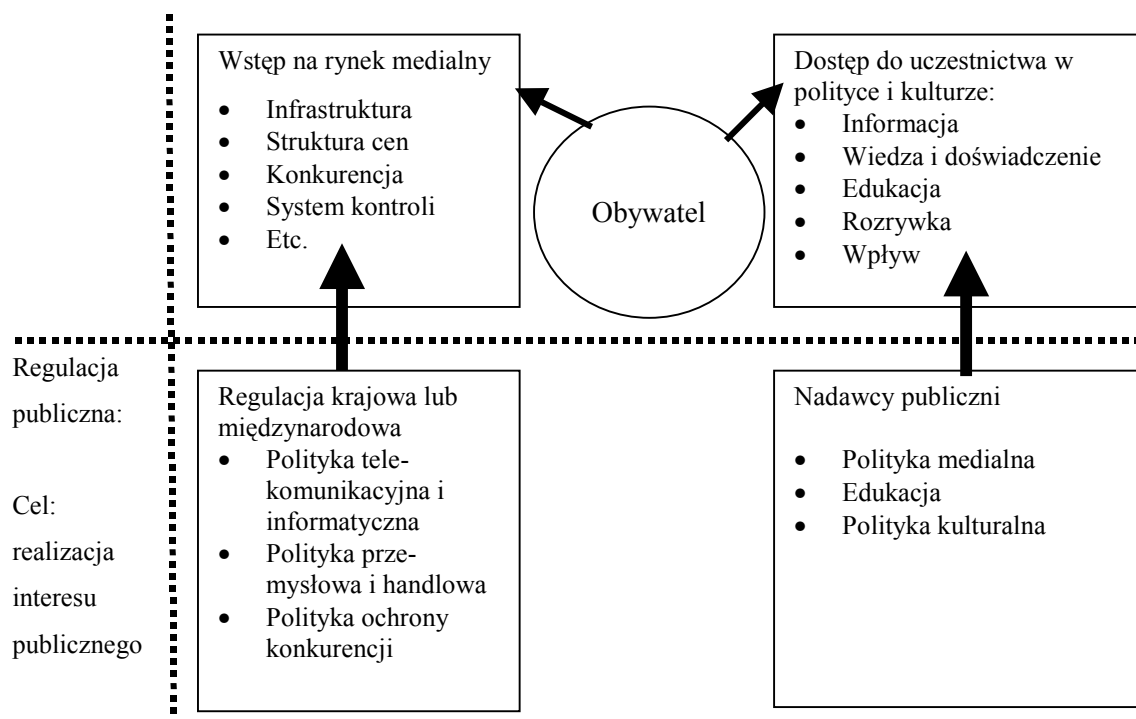 Wstęp na rynek medialny
• Infrastruktura
• Struktura cen
• Konkurencja
• System kontroli
• Etc.
Obywatel
Dostęp do uczestnictwa w
polityce i kulturze:
• Informacja
• Wiedza i doświadczenie
• Edukacja
• Rozrywka
• Wpływ
Regulacja
publiczna:
Cel:
realizacja
interesu
publicznego
Regulacja krajowa lub
międzynarodowa
• Polityka tele-
komunikacyjna i
informatyczna
• Polityka prze-
mysłowa i handlowa
• Polityka ochrony
konkurencji
Nadawcy publiczni
• Polityka medialna
• Edukacja
• Polityka kulturalna